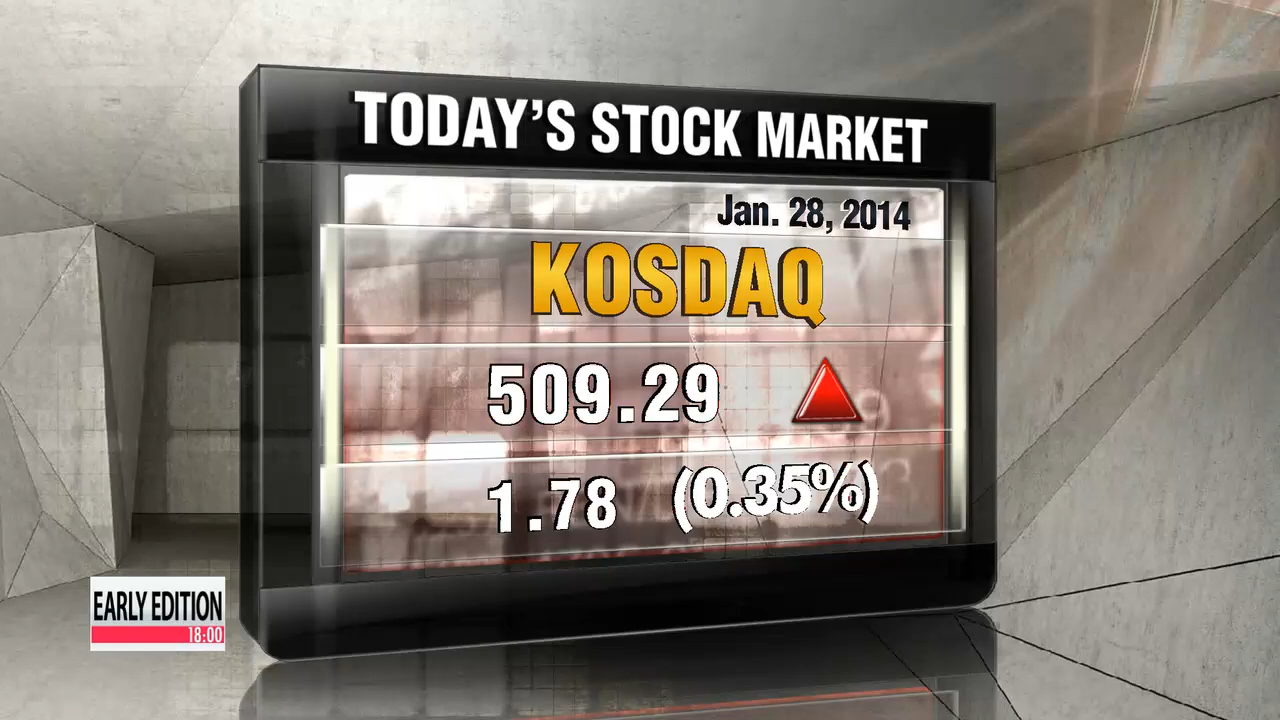 TODAY'S STOCK MARKET
Jan. 28, 2014
KOSDAQ
509.29
1.78 (0.35%)
EARLY EDITION
18:00